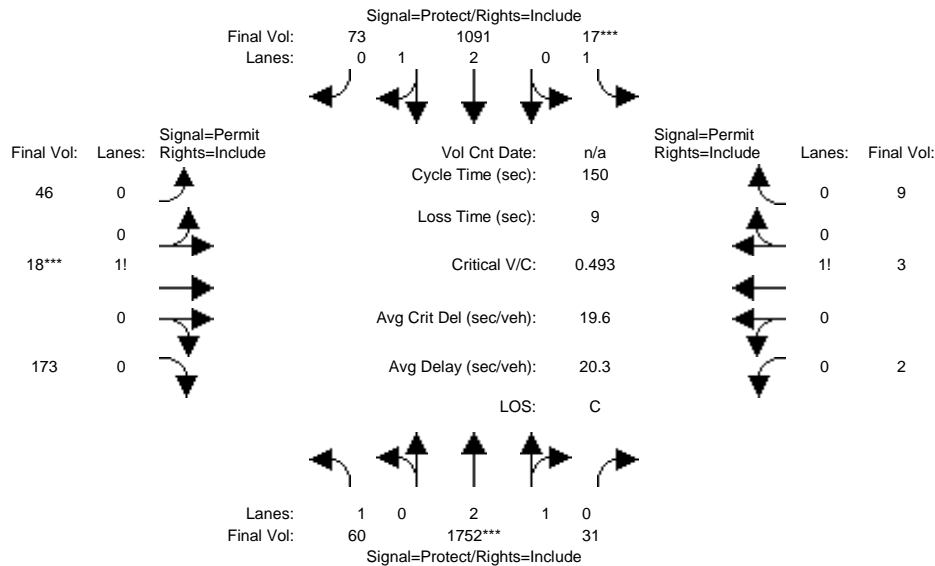 Signal=Protect/Rights=Include
Final Vol: 73 1091 17***
Lanes: 0 1 2 0 1
Signal=Permit
Final Vol: Lanes: Rights=Include
Vol Cnt Date: n/a
Signal=Permit
Rights=Include Lanes: Final Vol:
Cycle Time (sec): 150
46 0
0 9
Loss Time (sec): 9
0
0
18*** 1!
Critical V/C: 0.493
1! 3
0
Avg Crit Del (sec/veh): 19.6
0
173 0
Avg Delay (sec/veh): 20.3
0 2
LOS: C
Lanes: 1 0 2 1 0
Final Vol: 60 1752*** 31
Signal=Protect/Rights=Include